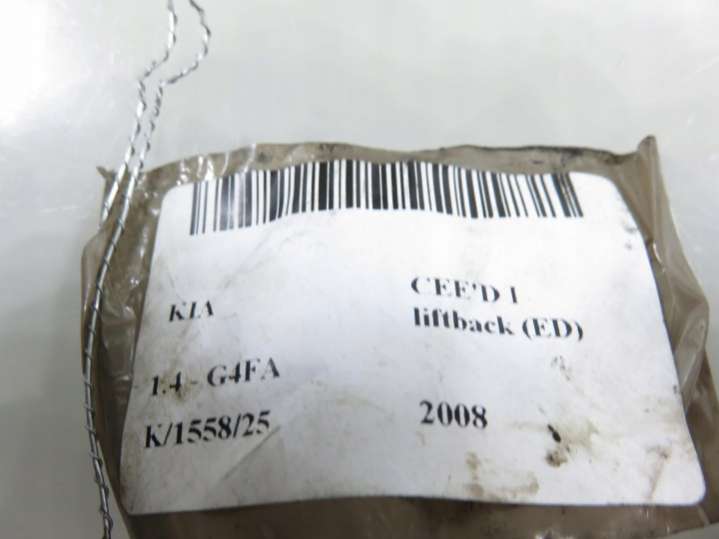 KIA
CEE'D I
liftback (ED)
1.4 - G4FA
K/1558/25
2008